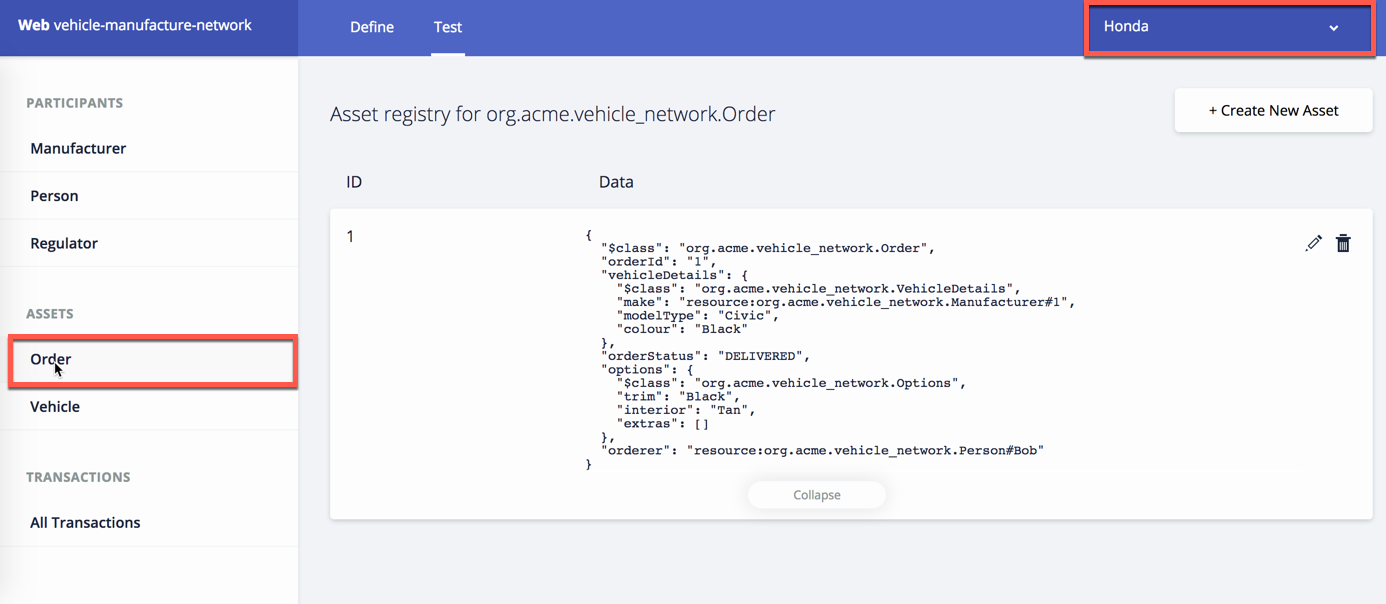 Web vehicle-manufacture-network
Define
Test
Honda
PARTICIPANTS
Manufacturer
Person
Regulator
ASSETS
Order
Vehicle
TRANSACTIONS
All Transactions
Asset registry for org.acme.vehicle_network.Order
+ Create New Asset
ID
Data
1
{
"$class": "org.acme.vehicle_network.Order",
"orderId": "1",
"vehicleDetails": {
"$class": "org.acme.vehicle_network.VehicleDetails",
"make": "resource:org.acme.vehicle_network.Manufacturer#1",
"modelType": "Civic",
"colour": "Black"
},
"orderStatus": "DELIVERED",
"options": {
"$class": "org.acme.vehicle_network.Options",
"trim": "Black",
"interior": "Tan",
"extras": []
},
"orderer": "resource:org.acme.vehicle_network.Person#Bob"
}
Collapse